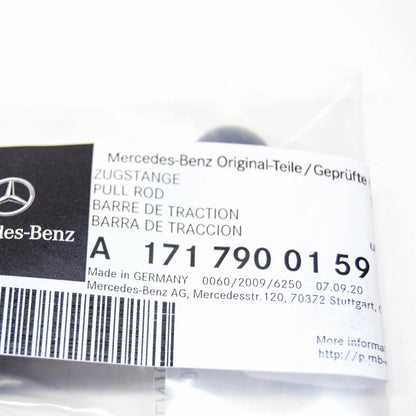 Mercedes-Benz Original-Teile/Geprüfte
ZUGSTANGE
PULL ROD
BARRE DE TRACTION
BARRA DE TRACCION
des-Benz
A 171 790 01 59
Made in GERMANY 0060/2009/6250 07.09.20
Mercedes-Benz AG, Mercedesstr.120, 70372 Stuttgart,
More informa
http://p.mb-